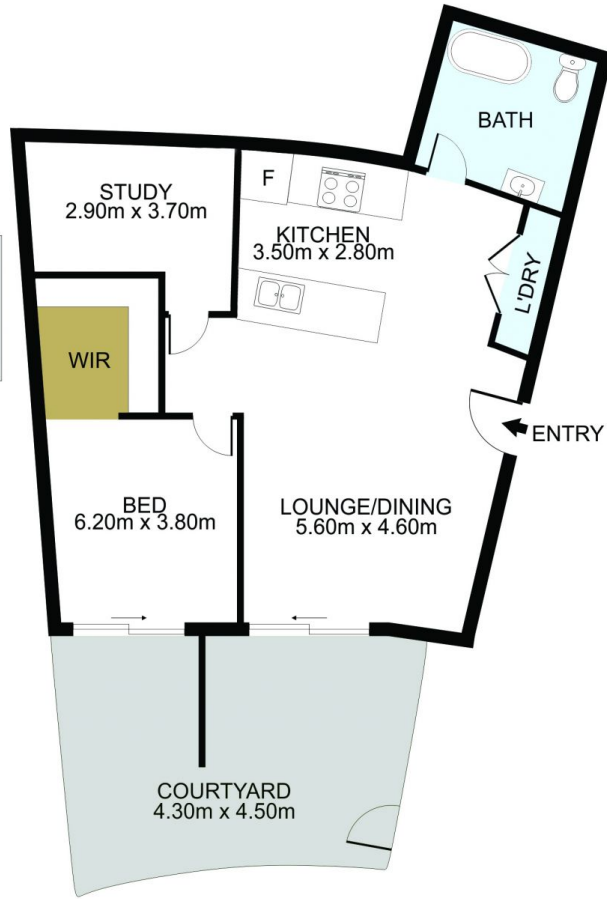 BATH
STUDY
2.90m x 3.70m
F
KITCHEN
3.50m x 2.80m
L'DRY
WIR
ENTRY
BED
6.20m x 3.80m
LOUNGE/DINING
5.60m x 4.60m
COURTYARD
4.30m x 4.50m